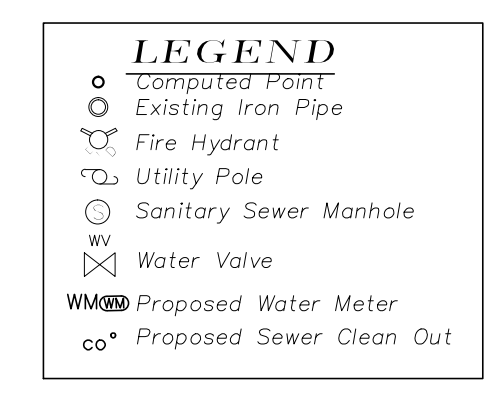 LEGEND
Computed Point
Existing Iron Pipe
Fire Hydrant
Utility Pole
S Sanitary Sewer Manhole
WV
Water Valve
WM WM Proposed Water Meter
CO Proposed Sewer Clean Out